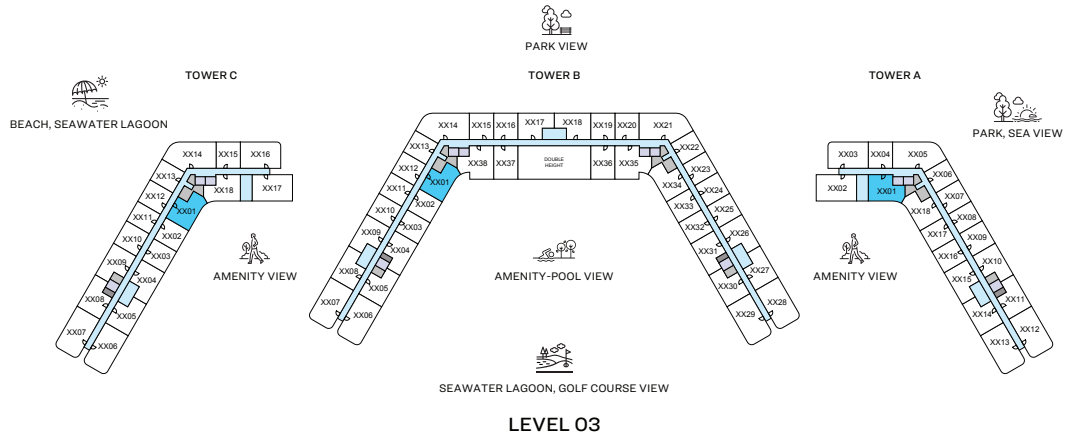 PARK VIEW
TOWER C
TOWER B
TOWER A
BEACH, SEAWATER LAGOON
PARK, SEA VIEW
XX14
XX15
XX16
XX13
XX18
XX17
XX12
XX01
XX11
XX02
XX10
XX03
XX09
XX04
XX08
XX05
XX07
XX06
AMENITY VIEW
XX14
XX15
XX16
XX17
XX18
XX19
XX20
XX21
XX13
XX38
XX37
DOUBLE
HEIGHT
XX36
XX35
XX22
XX12
XX01
XX34
XX23
XX11
XX02
XX33
XX24
XX10
XX03
XX32
XX25
XX09
XX04
XX31
XX26
XX08
XX05
XX30
XX27
XX07
XX06
XX29
XX28
AMENITY-POOL VIEW
XX03
XX04
XX05
XX02
XX01
XX06
XX18
XX07
XX17
XX08
XX16
XX09
XX15
XX10
XX14
XX11
XX13
XX12
AMENITY VIEW
SEAWATER LAGOON, GOLF COURSE VIEW
LEVEL 03